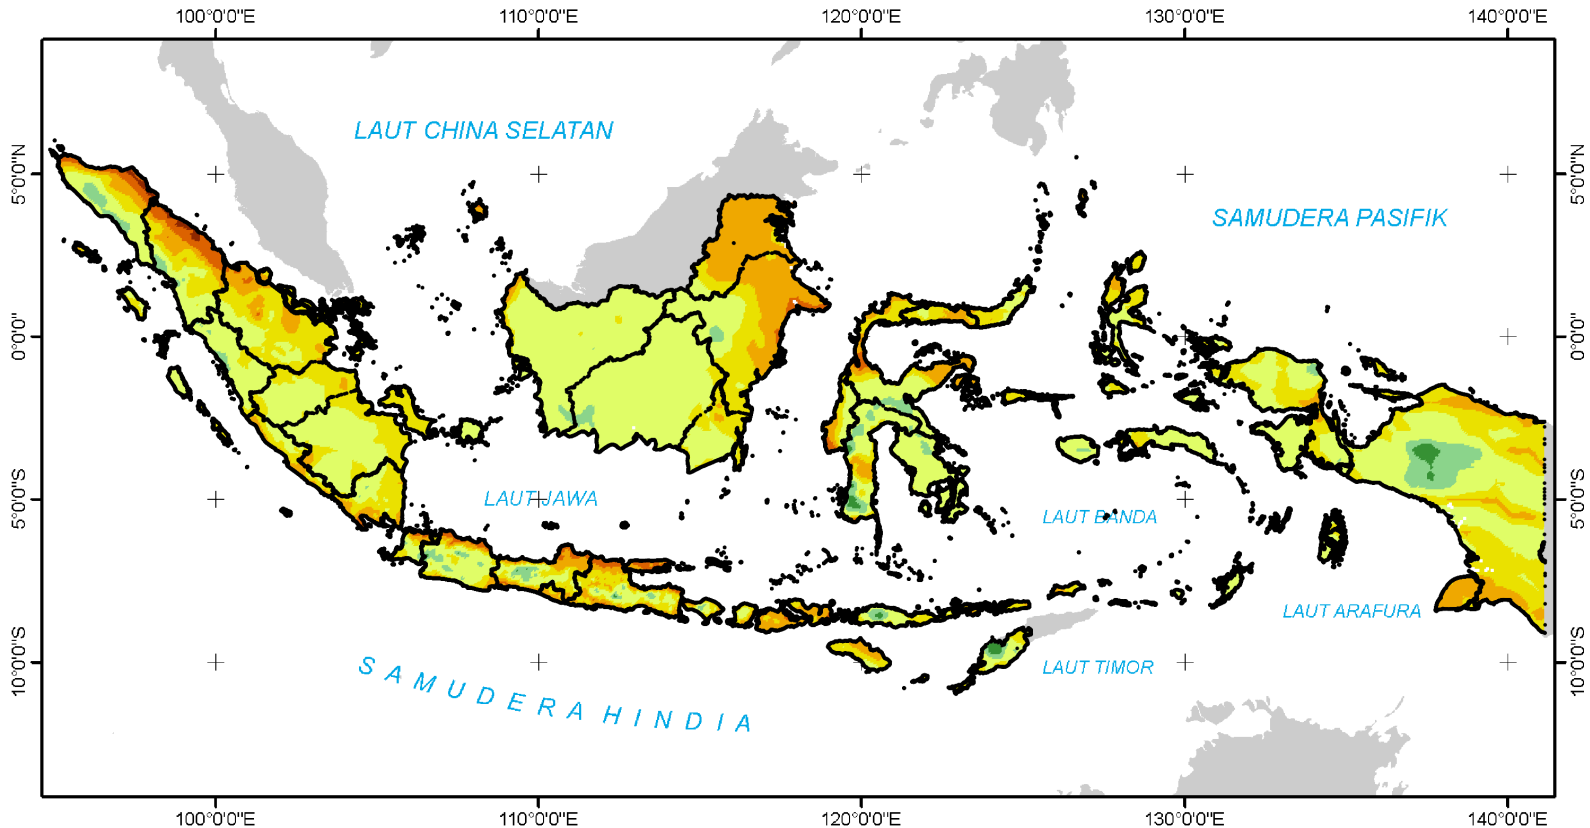 100°0'0"E 110°0'0"E 120°0'0"E 130°0'0"E 140°0'0"E
LAUT CHINA SELATAN
5°0'0"N 5°0'0"N
SAMUDERA PASIFIK
0°0'0" 0°0'0"
LAUT JAWA
5°0'0"S 5°0'0"S
LAUT BANDA
LAUT ARAFURA
10°0'0"S 10°0'0"S
LAUT TIMOR
SAMUDERA HINDIA
100°0'0"E 110°0'0"E 120°0'0"E 130°0'0"E 140°0'0"E